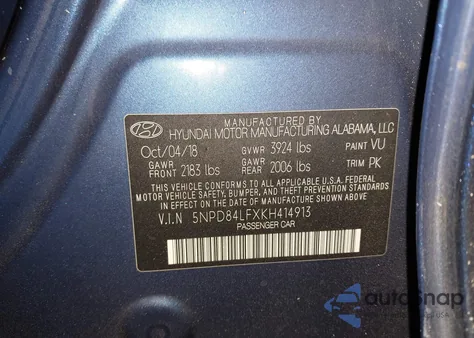 MANUFACTURED BY
HYUNDAI MOTOR MANUFACTURING ALABAMA, LLC
Oct/04/18 GVWR 3924 lbs PAINT VU
GAWR FRONT 2183 lbs GAWR REAR 2006 lbs TRIM PK
THIS VEHICLE CONFORMS TO ALL APPLICABLE U.S.A. FEDERAL
MOTOR VEHICLE SAFETY, BUMPER, AND THEFT PREVENTION STANDARDS
IN EFFECT ON THE DATE OF MANUFACTURE SHOWN ABOVE.
V.I.N 5NPD84LFXKH414913
PASSENGER CAR
autoSnap